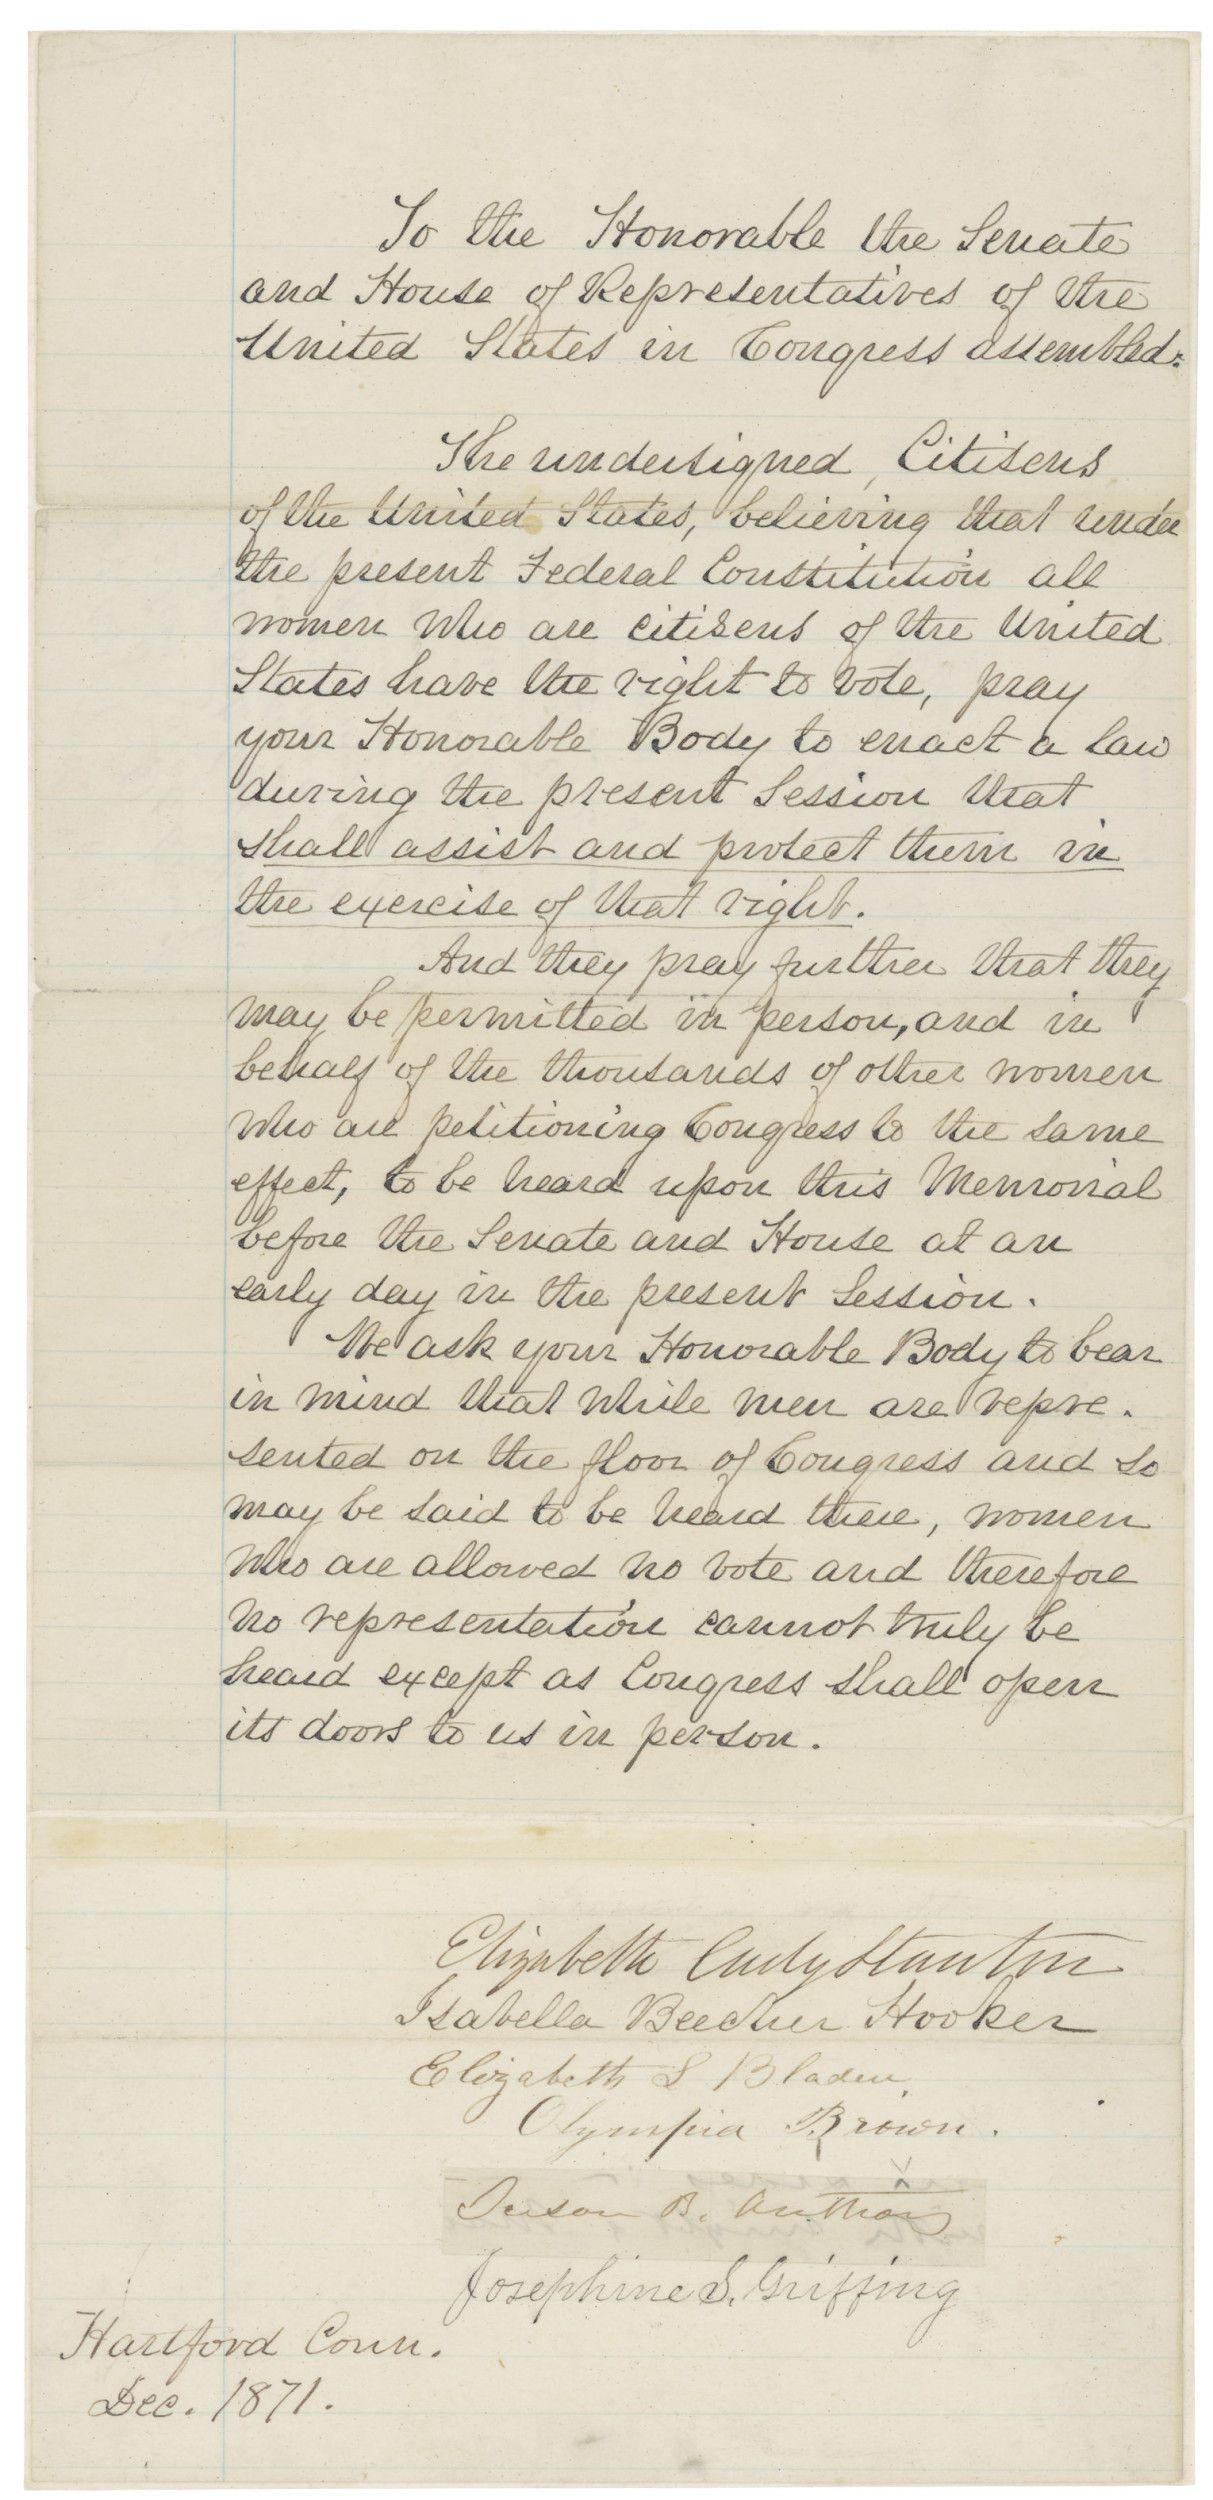 To the Honorable the Senate
and House of Representatives of the
United States in Congress assembled:
The undersigned, Citizens
of the United States, believing that under
the present Federal Constitution all
women who are citizens of the United
States have the right to vote, pray
your Honorable Body to enact a law
during the present Session that
shall assist and protect them in
the exercise of that right.
And they pray further that they
may be permitted in person, and in
behalf of the thousands of other women
who are petitioning Congress to the same
effect, to be heard upon this Memorial
before the Senate and House at an
early day in the present Session.
We ask your Honorable Body to bear
in mind that while men are repre-
sented on the floor of Congress and so
may be said to be heard there, women
who are allowed no vote and therefore
no representation cannot truly be
heard except as Congress shall open
its doors to us in person.
Elizabeth Cady Stanton
Isabella Beecher Hooker
Elizabeth S Bladen
Olympia Brown.
Susan B. Anthony
Josephine S. Griffing
Hartford Conn.
Dec. 1871.